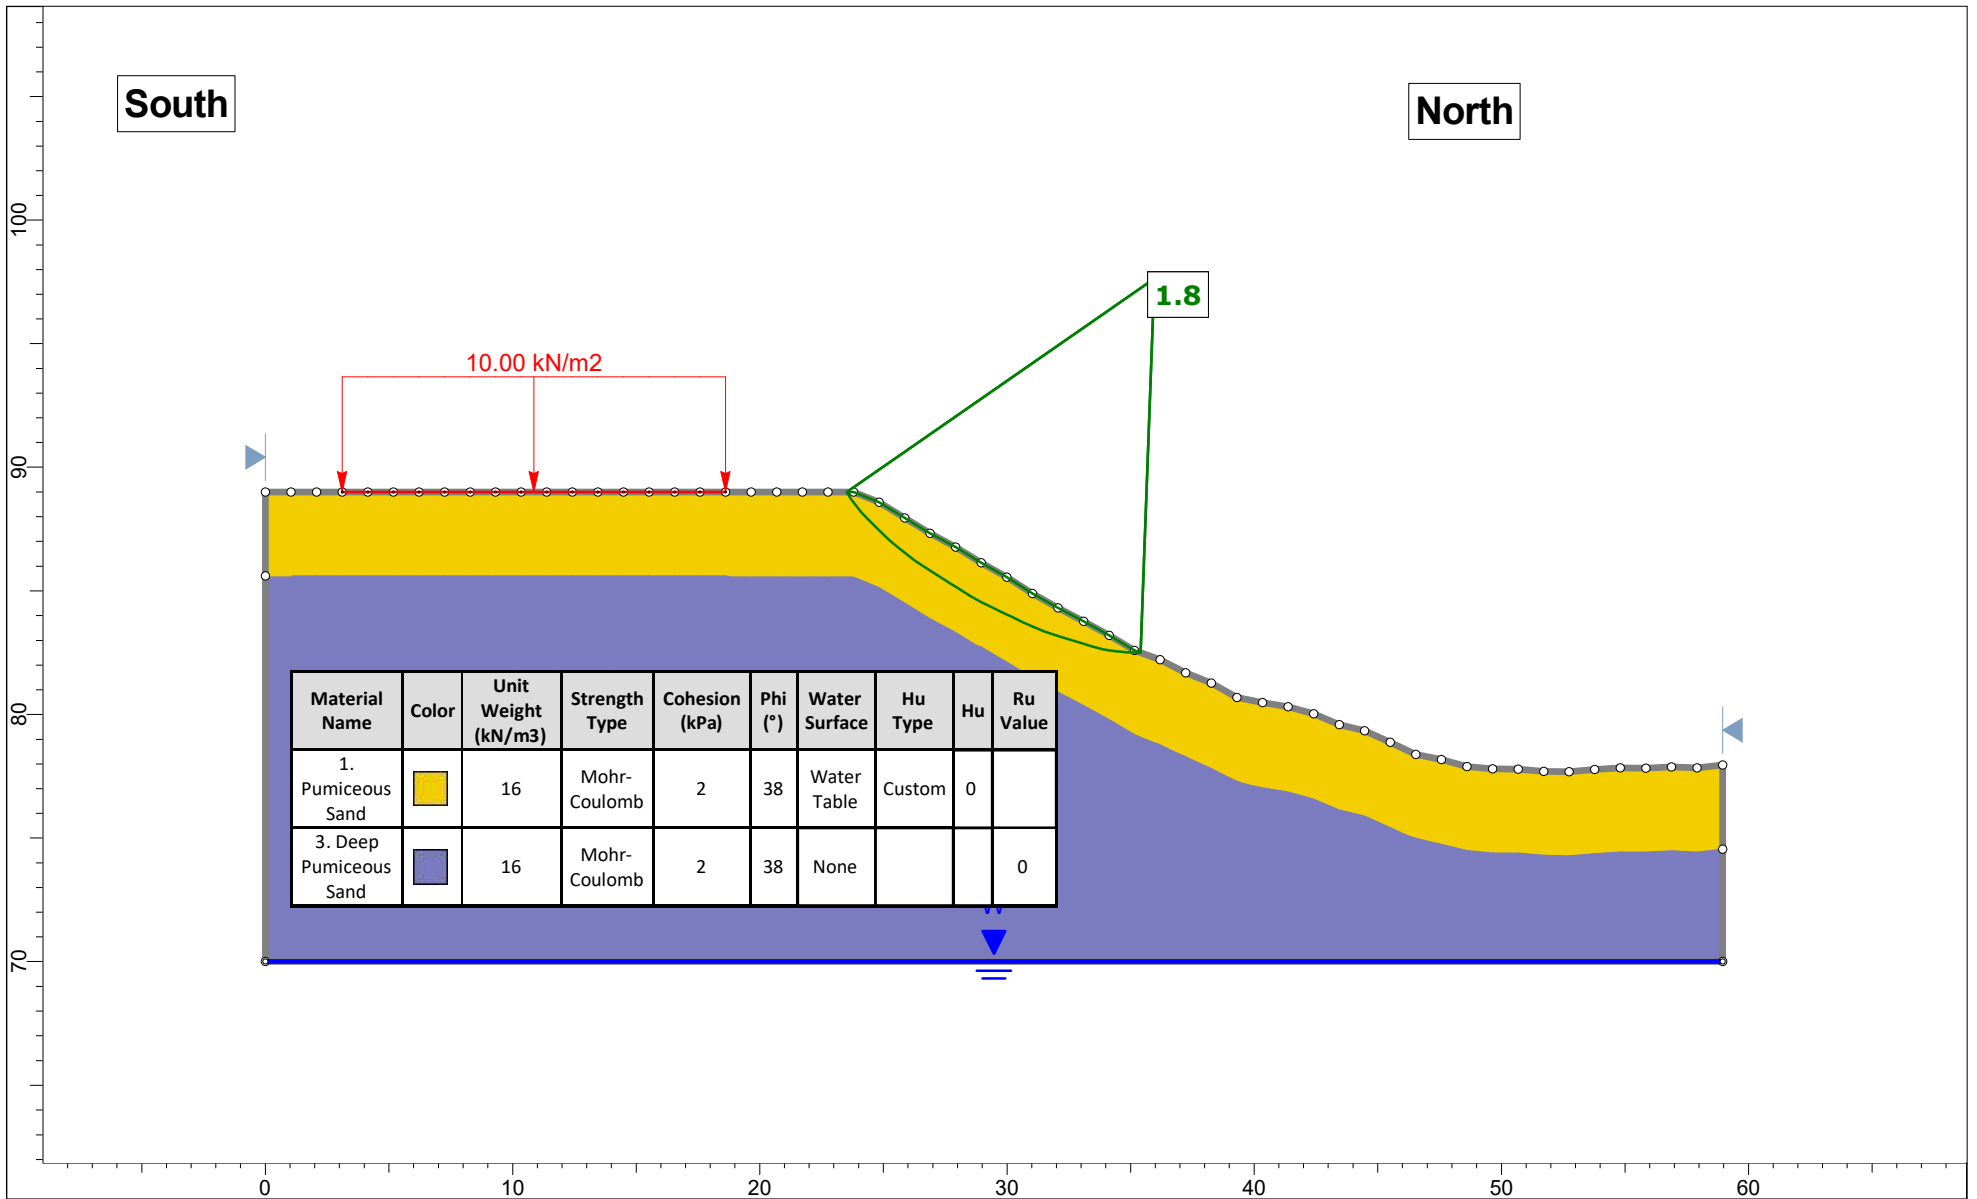 South
North
1.8
10.00 kN/m2
100
90
80
70
Material Name Color Unit Weight (kN/m3) Strength Type Cohesion (kPa) Phi (°) Water Surface Hu Type Hu Ru Value
1. Pumiceous Sand 16 Mohr-Coulomb 2 38 Water Table Custom 0
3. Deep Pumiceous Sand 16 Mohr-Coulomb 2 38 None 0
W
0 10 20 30 40 50 60